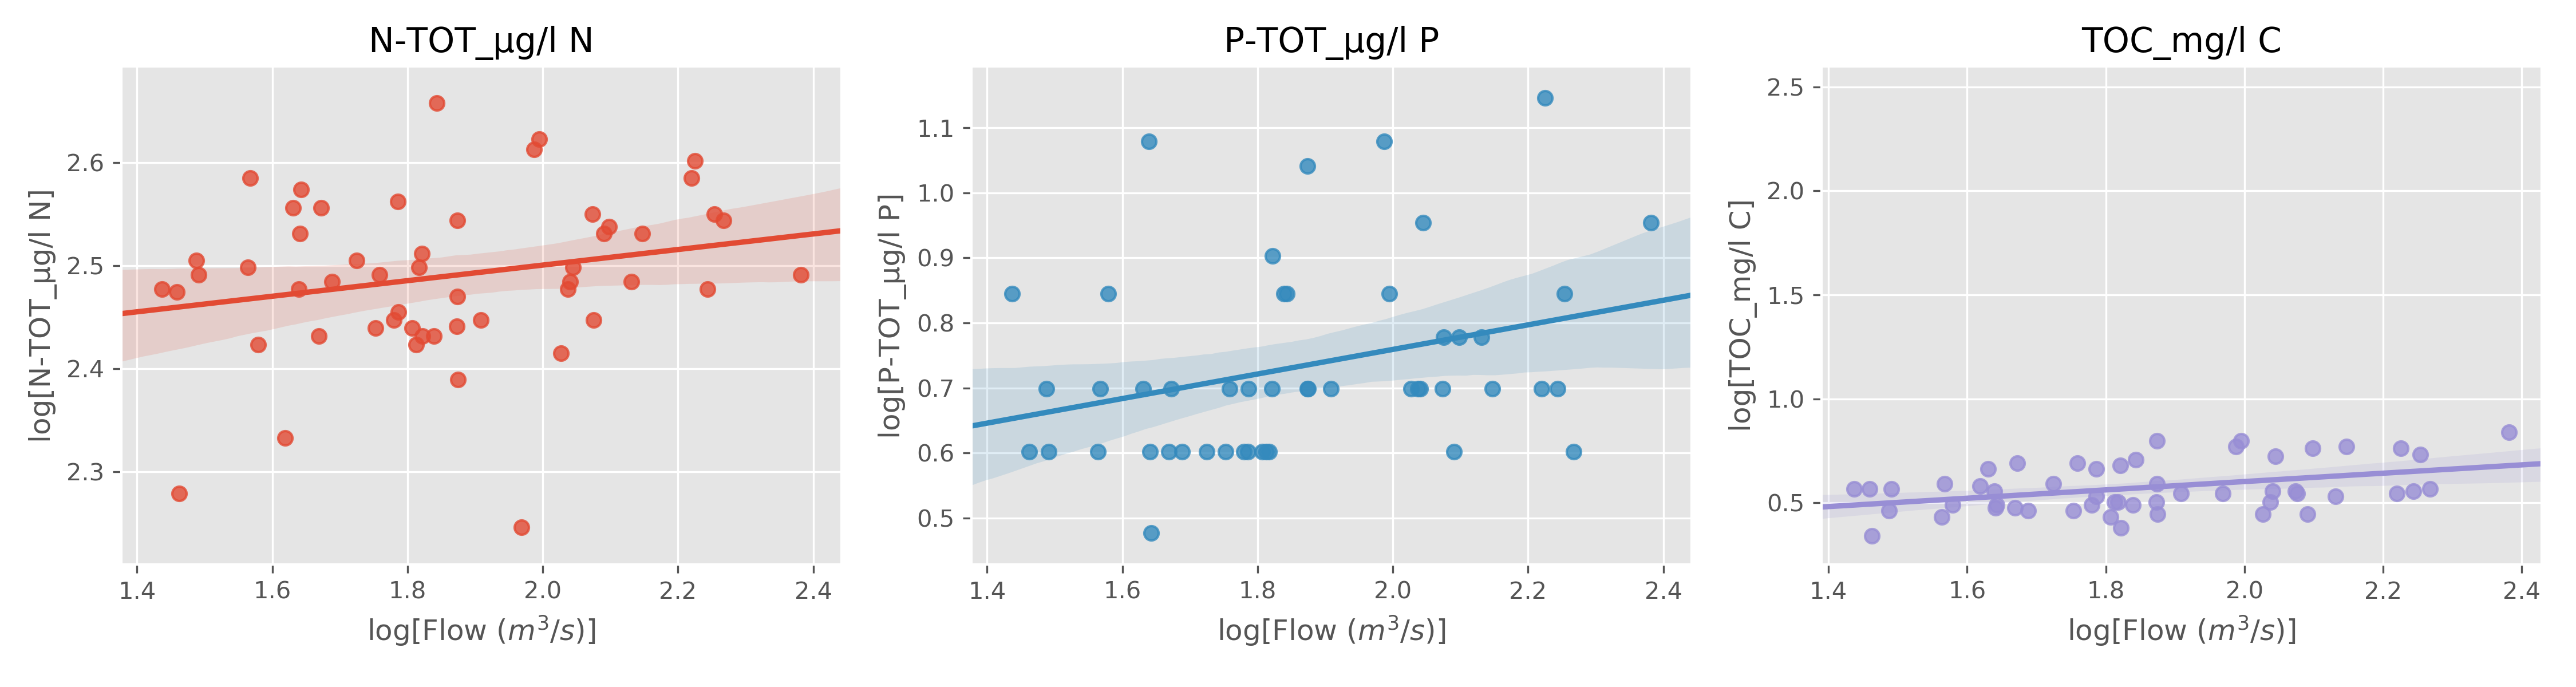 N-TOT_µg/l N
log[N-TOT_µg/l N]
2.6
2.5
2.4
2.3
1.4 1.6 1.8 2.0 2.2 2.4
log[Flow (m³/s)]
P-TOT_µg/l P
log[P-TOT_µg/l P]
1.1
1.0
0.9
0.8
0.7
0.6
0.5
1.4 1.6 1.8 2.0 2.2 2.4
log[Flow (m³/s)]
TOC_mg/l C
log[TOC_mg/l C]
2.5
2.0
1.5
1.0
0.5
1.4 1.6 1.8 2.0 2.2 2.4
log[Flow (m³/s)]